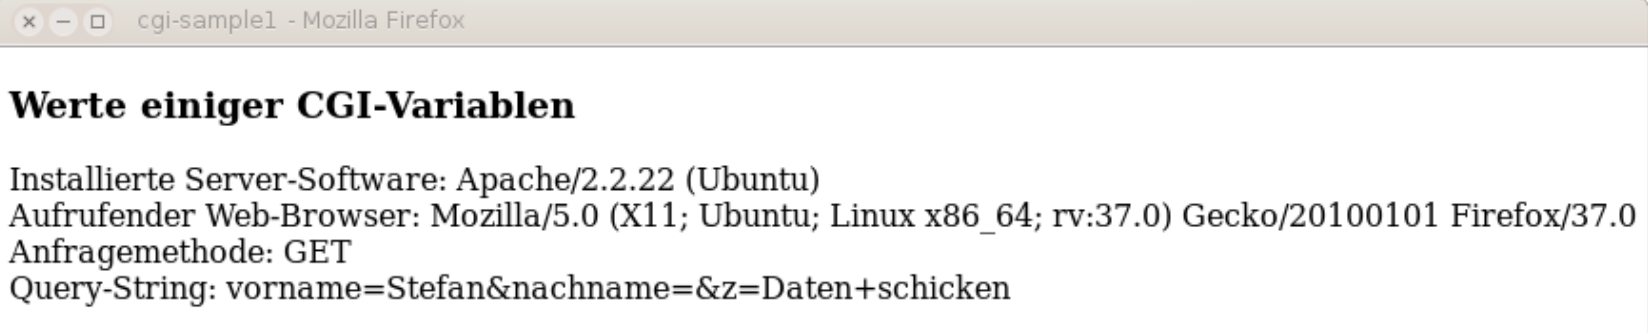 cgi-sample1 - Mozilla Firefox
Werte einiger CGI-Variablen
Installierte Server-Software: Apache/2.2.22 (Ubuntu)
Aufrufender Web-Browser: Mozilla/5.0 (X11; Ubuntu; Linux x86_64; rv:37.0) Gecko/20100101 Firefox/37.0
Anfragemethode: GET
Query-String: vorname=Stefan&nachname=&z=Daten+schicken